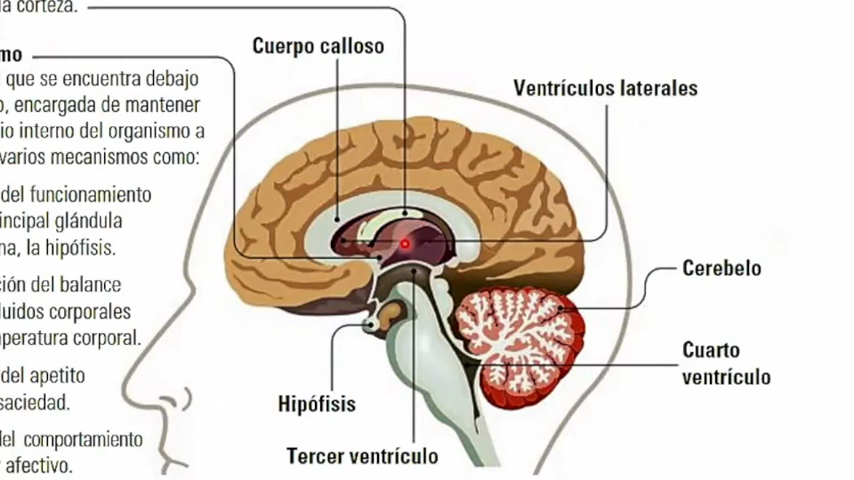 la corteza.
mo
que se encuentra debajo
o, encargada de mantener
io interno del organismo a
varios mecanismos como:
del funcionamiento
incipal glándula
na, la hipófisis.
ción del balance
luidos corporales
peratura corporal.
del apetito
saciedad.
del comportamiento
afectivo.
Cuerpo calloso
Ventrículos laterales
Cerebelo
Cuarto
ventrículo
Hipófisis
Tercer ventrículo